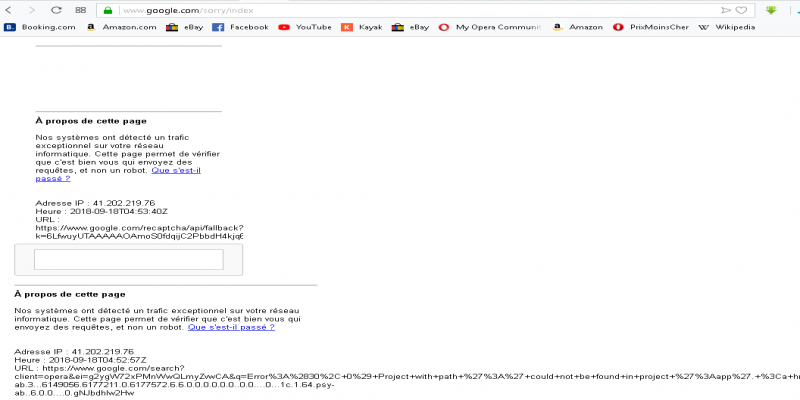 www.google.com/sorry/index
Booking.com Amazon.com eBay Facebook YouTube Kayak eBay My Opera Communi Amazon PrixMoinsCher Wikipedia
À propos de cette page
Nos systèmes ont détecté un trafic
exceptionnel sur votre réseau
informatique. Cette page permet de vérifier
que c'est bien vous qui envoyez des
requêtes, et non un robot. Que s'est-il
passé ?
Adresse IP : 41.202.219.76
Heure : 2018-09-18T04:53:40Z
URL :
https://www.google.com/recaptcha/api/fallback?
À propos de cette page
Nos systèmes ont détecté un trafic exceptionnel sur votre réseau
informatique. Cette page permet de vérifier que c'est bien vous qui
envoyez des requêtes, et non un robot. Que s'est-il passé ?
Adresse IP : 41.202.219.76
Heure : 2018-09-18T04:52:57Z
URL : https://www.google.com/search?
client=opera&ei=g2ygW72xPMnWwQLmyZwCA&q=Error%3A%2830%2C+0%29+Project+with+path+%27%3A%27+could+not+be+found+in+project+%27%3Aapp%27.+%3Ca+h
ab.3...6149056.6177211.0.6177572.6.6.0.0.0.0.0.0..0.0....0...1c.1.64.psy-
ab..6.0.0....0.gNJbdhlw2Hw